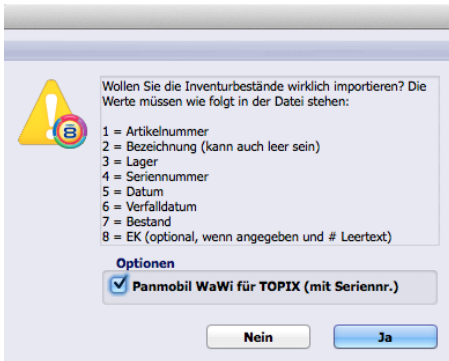 Wollen Sie die Inventurbestände wirklich importieren? Die
Werte müssen wie folgt in der Datei stehen:
1 = Artikelnummer
2 = Bezeichnung (kann auch leer sein)
3 = Lager
4 = Seriennummer
5 = Datum
6 = Verfalldatum
7 = Bestand
8 = EK (optional, wenn angegeben und # Leertext)
Optionen
Panmobil WaWi für TOPIX (mit Seriennr.)
Nein
Ja
8